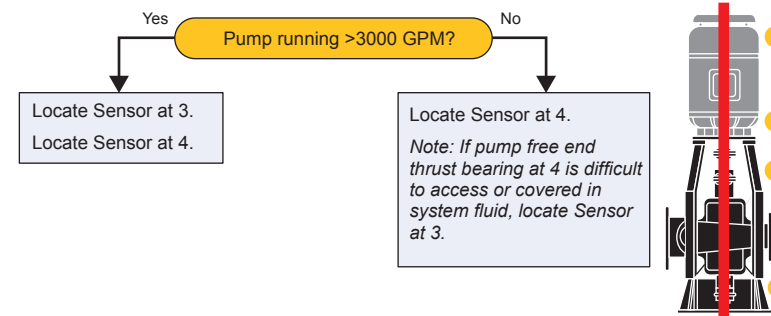 Yes
Pump running >3000 GPM?
No
Locate Sensor at 3.
Locate Sensor at 4.
Locate Sensor at 4.
Note: If pump free end
thrust bearing at 4 is difficult
to access or covered in
system fluid, locate Sensor
at 3.